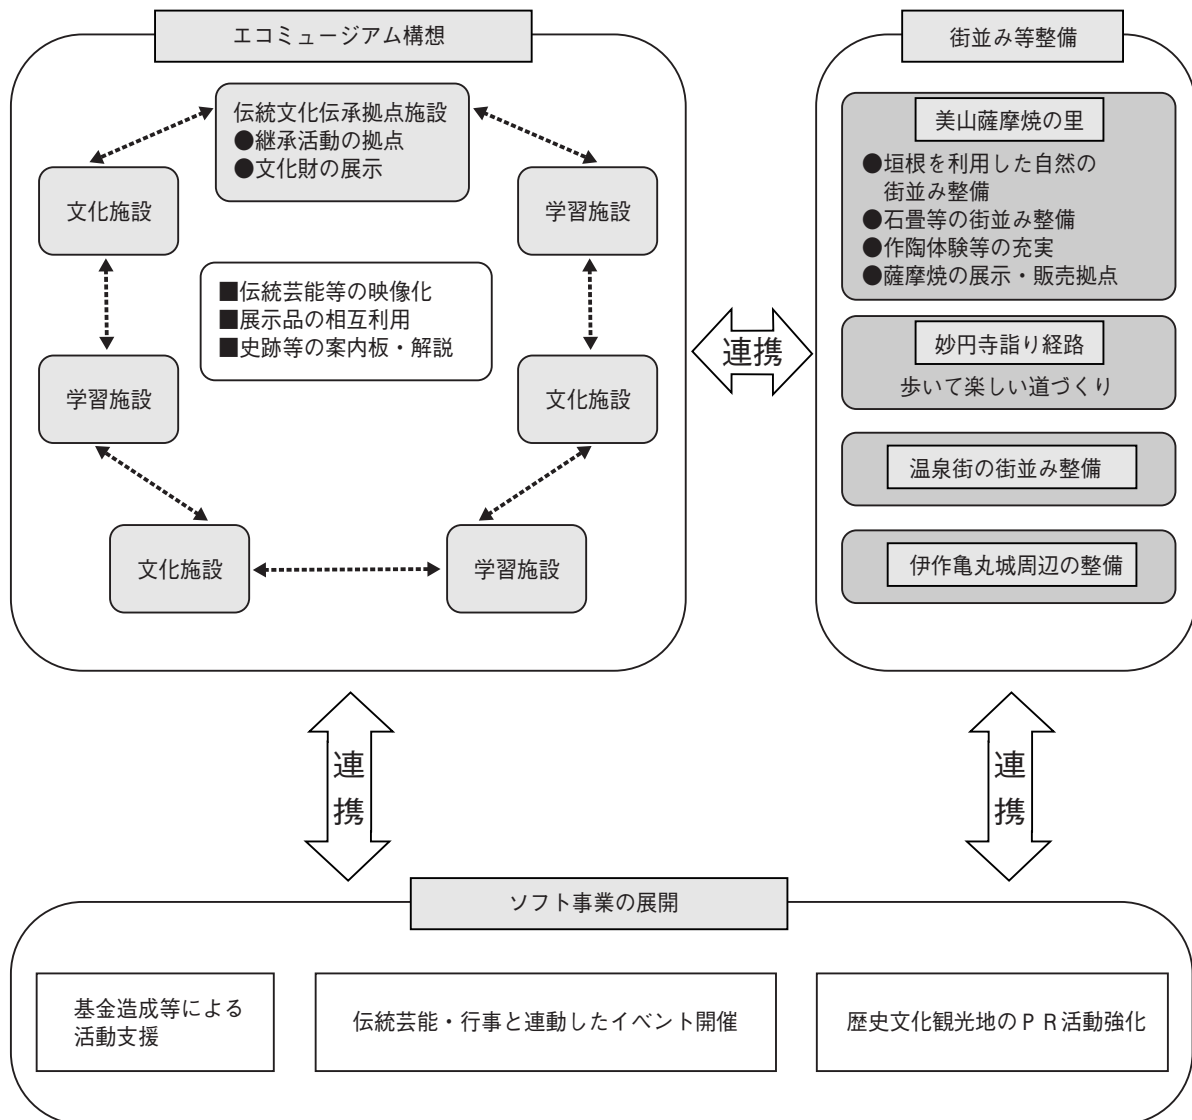 エコミュージアム構想
伝統文化伝承拠点施設
●継承活動の拠点
●文化財の展示
文化施設
学習施設
■伝統芸能等の映像化
■展示品の相互利用
■史跡等の案内板・解説
学習施設
文化施設
文化施設
学習施設
連携
街並み等整備
美山薩摩焼の里
●垣根を利用した自然の
街並み整備
●石畳等の街並み整備
●作陶体験等の充実
●薩摩焼の展示・販売拠点
妙円寺詣り経路
歩いて楽しい道づくり
温泉街の街並み整備
伊作亀丸城周辺の整備
連
携
連
携
ソフト事業の展開
基金造成等による
活動支援
伝統芸能・行事と連動したイベント開催
歴史文化観光地のＰＲ活動強化